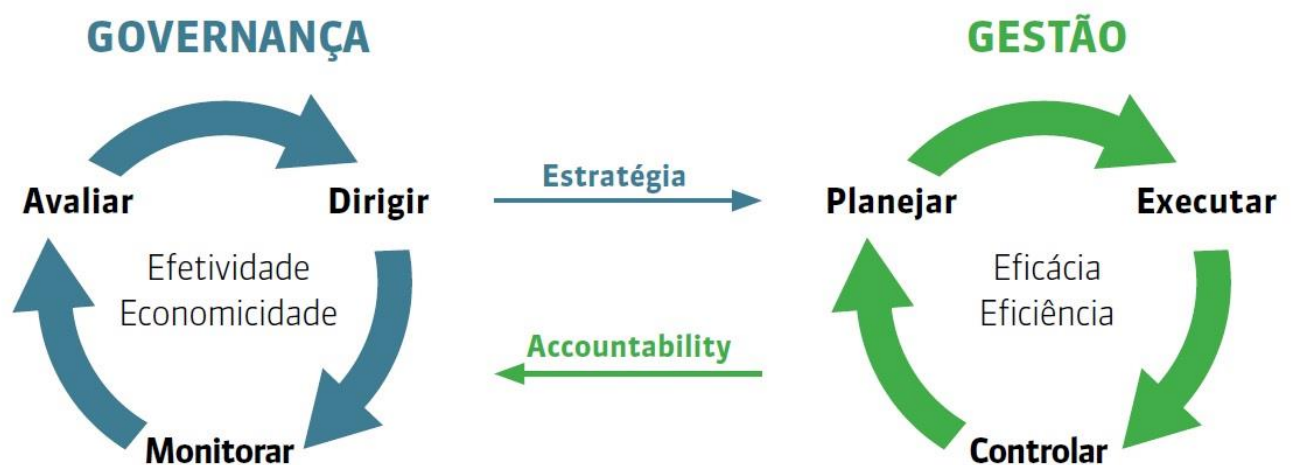 GOVERNANÇA
Avaliar
Dirigir
Efetividade
Economicidade
Monitorar
Estratégia
Accountability
GESTÃO
Planejar
Executar
Eficácia
Eficiência
Controlar